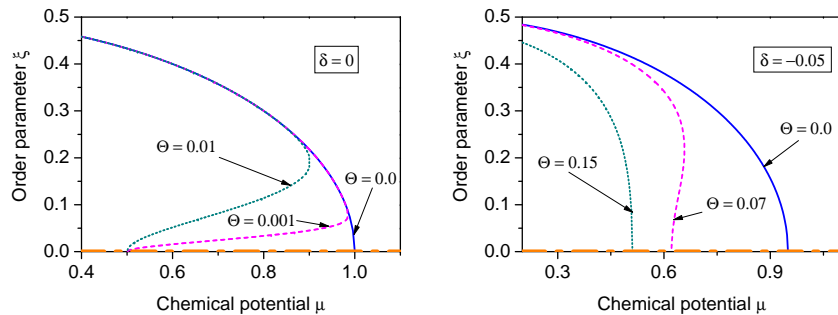 0.5
0.4
0.3
0.2
0.1
0.0
Order parameter ξ
δ = 0
Θ = 0.01
Θ = 0.0
Θ = 0.001
0.4
0.6
0.8
1.0
Chemical potential μ
0.5
0.4
0.3
0.2
0.1
0.0
Order parameter ξ
δ = −0.05
Θ = 0.0
Θ = 0.15
Θ = 0.07
0.3
0.6
0.9
Chemical potential μ